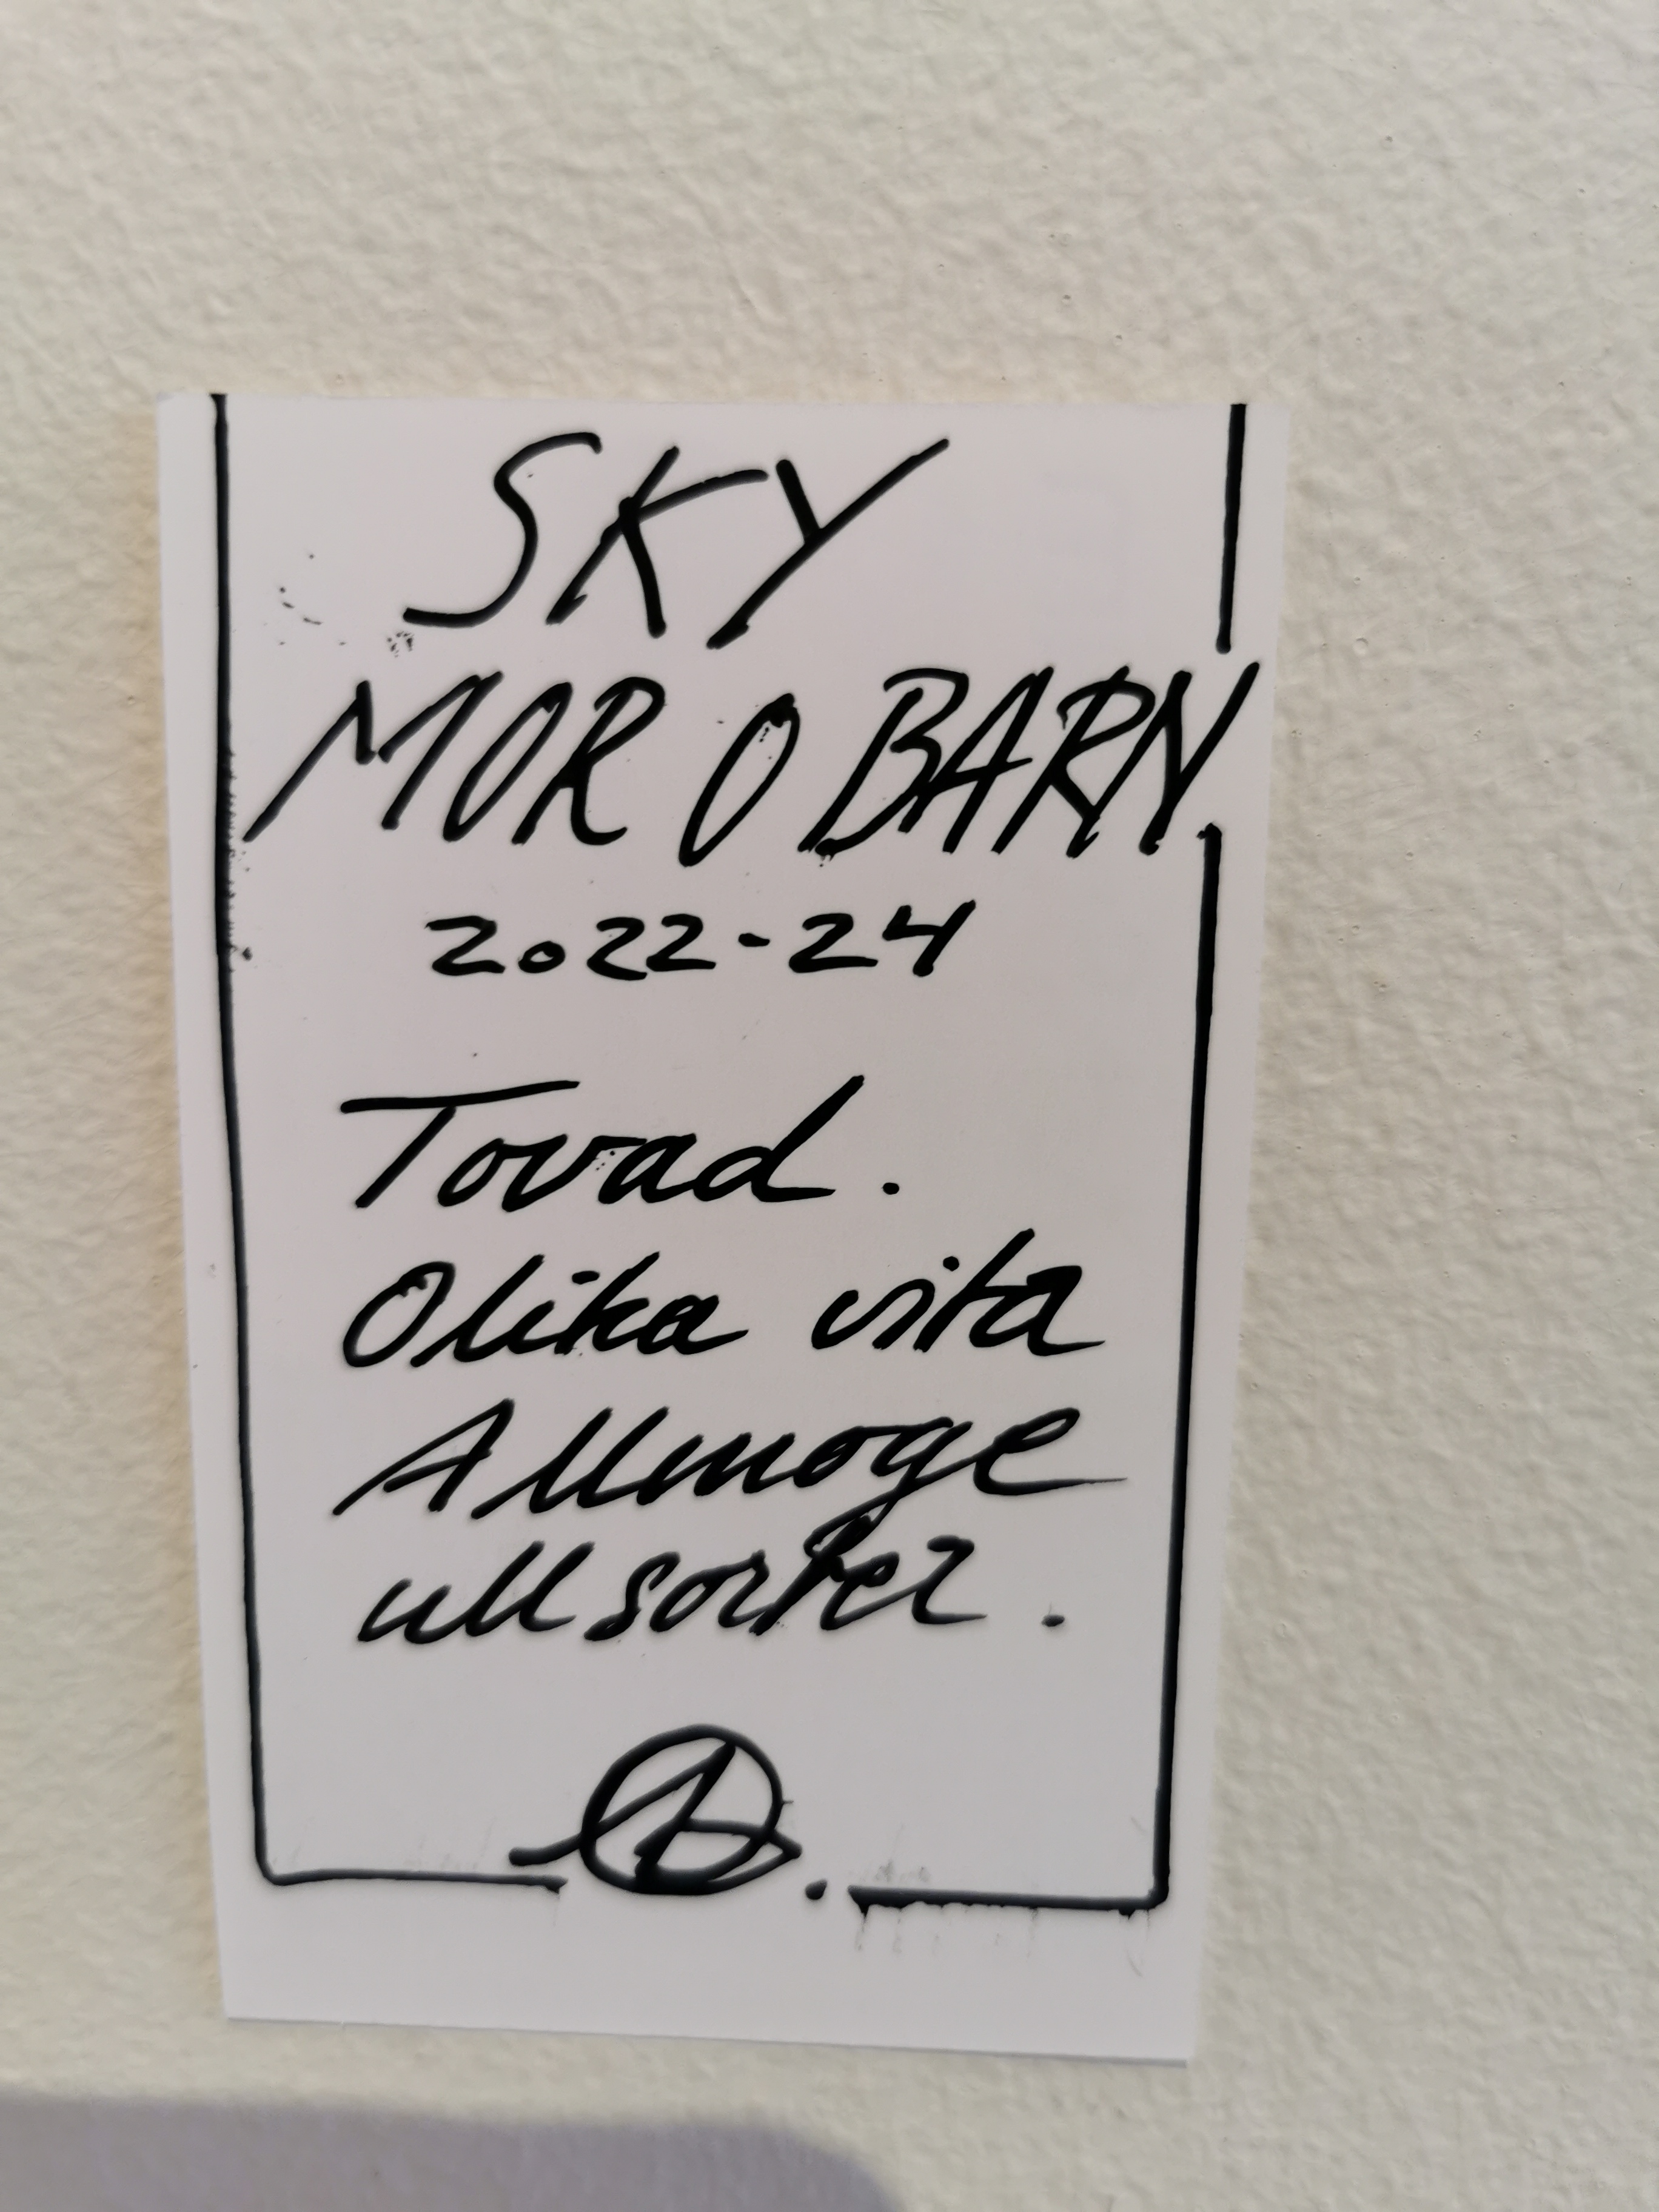 SKY
MOR O BARN
2022-24
Tovad.
Olika vita
Allmoge
ullsorter.